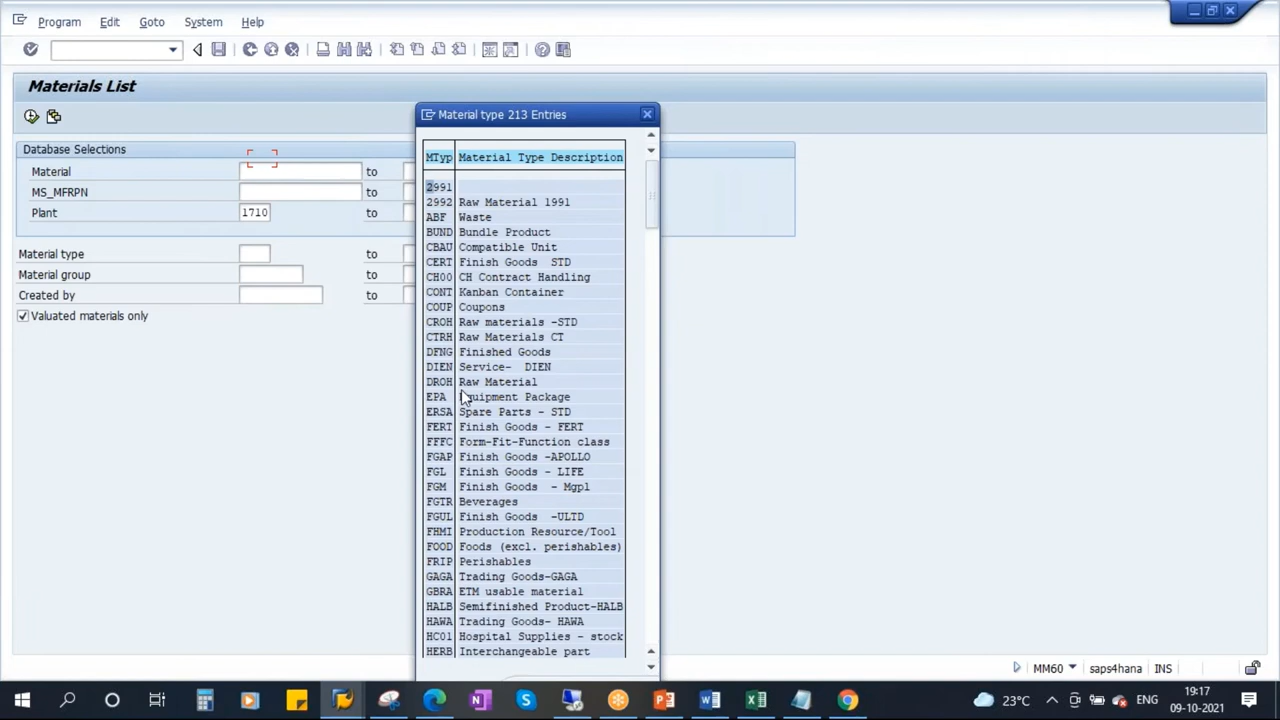 Program Edit Goto System Help
Materials List
Material type 213 Entries
Database Selections
Material to
MS_MFRPN to
Plant 1710 to
Material type to
Material group to
Created by to
Valuated materials only
MTyp Material Type Description
2991
2992 Raw Material 1991
ABF Waste
BUND Bundle Product
CBAU Compatible Unit
CERT Finish Goods STD
CH00 CH Contract Handling
CONT Kanban Container
COUP Coupons
CROH Raw materials -STD
CTRH Raw Materials CT
DFNG Finished Goods
DIEN Service- DIEN
DROH Raw Material
EPA Equipment Package
ERSA Spare Parts - STD
FERT Finish Goods - FERT
FFFC Form-Fit-Function class
FGAP Finish Goods -APOLLO
FGL Finish Goods - LIFE
FGM Finish Goods - Mgpl
FGTR Beverages
FGUL Finish Goods -ULTD
FHMI Production Resource/Tool
FOOD Foods (excl. perishables)
FRIP Perishables
GAGA Trading Goods-GAGA
GBRA ETM usable material
HALB Semifinished Product-HALB
HAWA Trading Goods- HAWA
HC01 Hospital Supplies - stock
HERB Interchangeable part
MM60 saps4hana INS
23°C ENG 19:17
09-10-2021